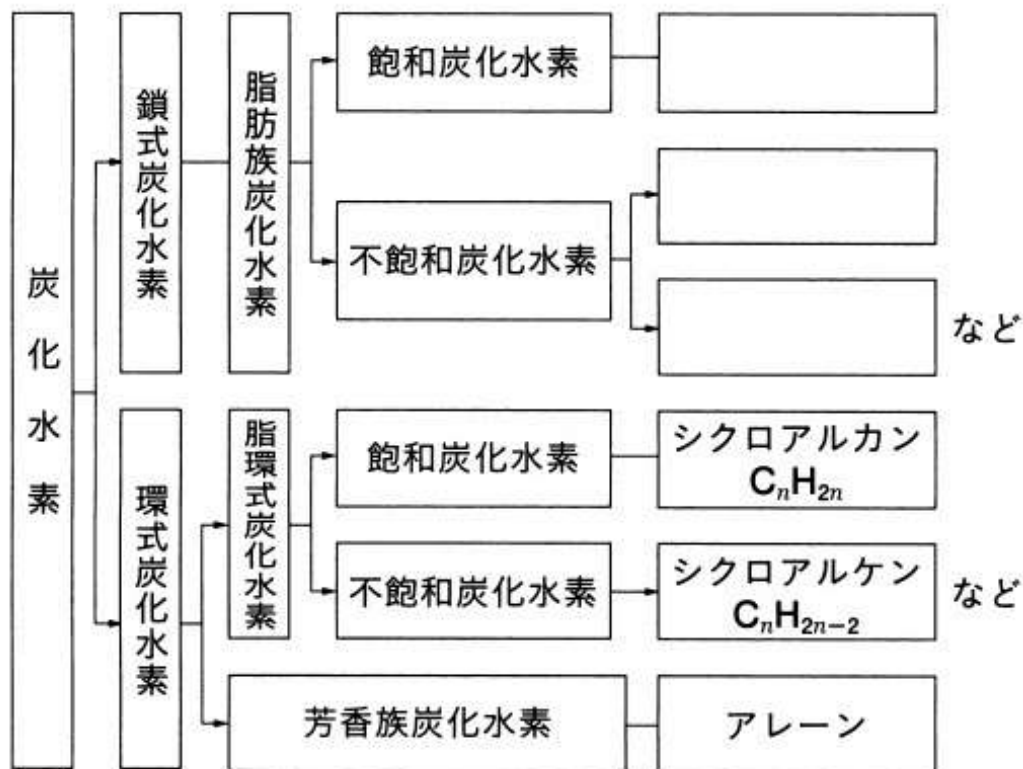 炭化水素
鎖式炭化水素
脂肪族炭化水素
飽和炭化水素
不飽和炭化水素
など
環式炭化水素
脂環式炭化水素
飽和炭化水素
シクロアルカン
CₙH₂ₙ
不飽和炭化水素
シクロアルケン
CₙH₂ₙ₋₂
など
芳香族炭化水素
アレーン